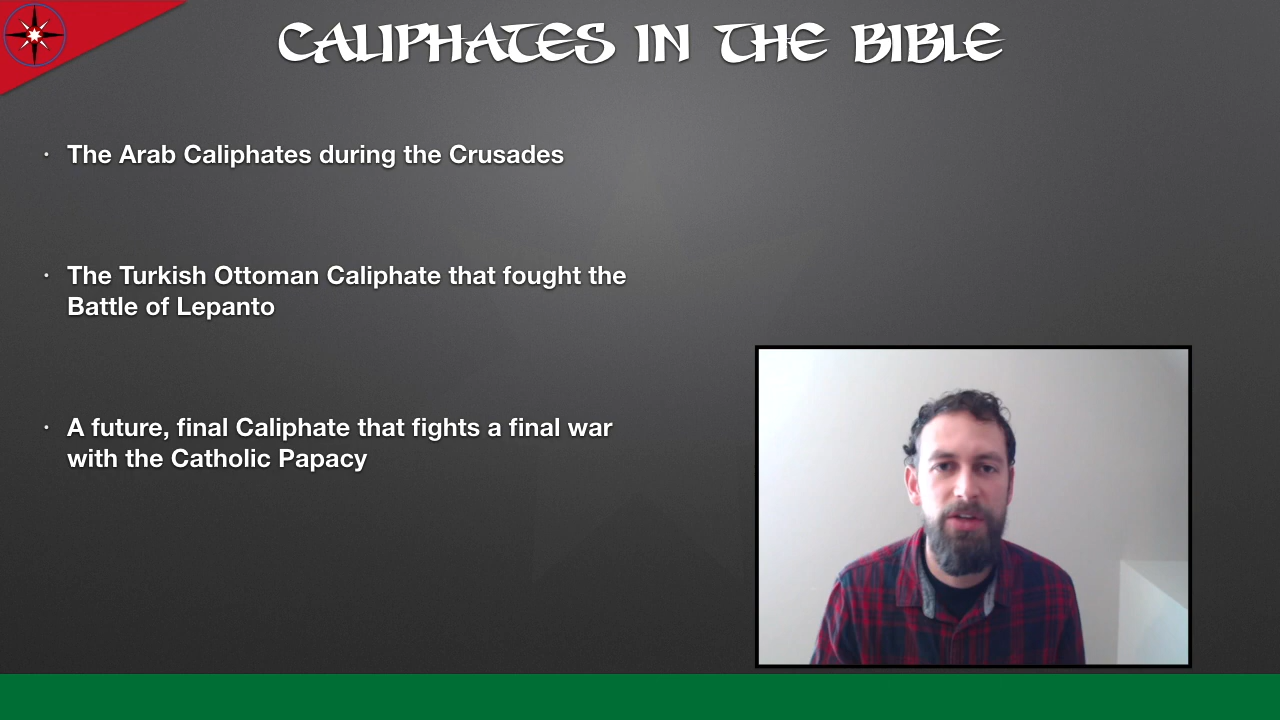 CALIPHATES IN THE BIBLE
· The Arab Caliphates during the Crusades
· The Turkish Ottoman Caliphate that fought the
Battle of Lepanto
· A future, final Caliphate that fights a final war
with the Catholic Papacy